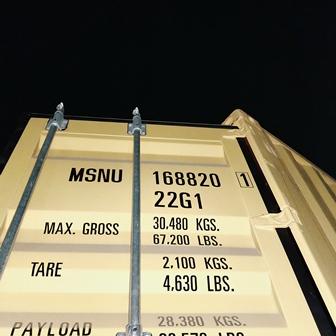 MSNU 168820 1
22G1
MAX. GROSS 30.480 KGS.
67.200 LBS.
TARE 2,100 KGS.
4,630 LBS.
PAYLOAD 28.380 KGS.